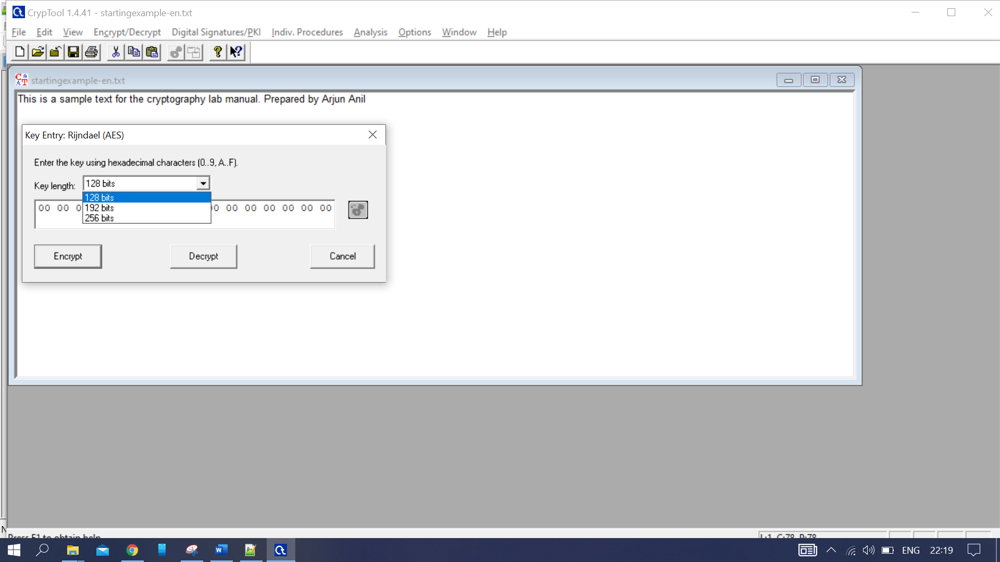 CrypTool 1.4.41 - startingexample-en.txt
File Edit View Encrypt/Decrypt Digital Signatures/PKI Indiv. Procedures Analysis Options Window Help
startingexample-en.txt
This is a sample text for the cryptography lab manual. Prepared by Arjun Anil
Key Entry: Rijndael (AES)
Enter the key using hexadecimal characters (0..9, A..F).
Key length: 128 bits
128 bits
192 bits
256 bits
00 00 0 00 00 00 00 00 00 00
Encrypt Decrypt Cancel
Press F1 to obtain help.
L:1 C:78 P:78
ENG 22:19